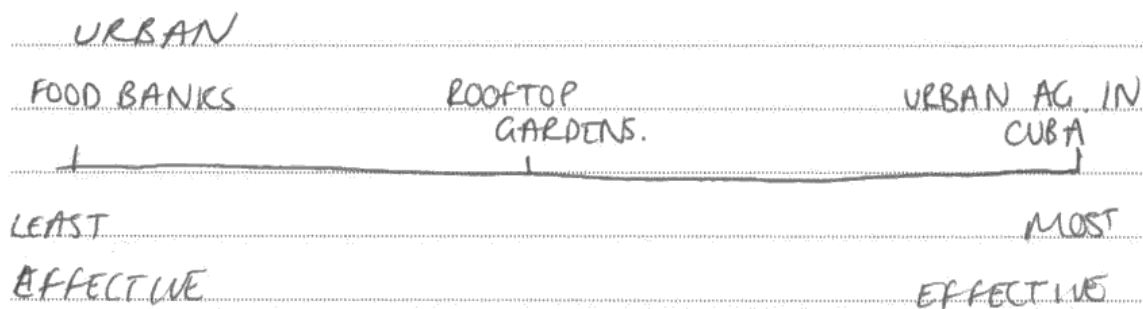 URBAN
FOOD BANKS ROOFTOP URBAN AG. IN
GARDENS. CUBA
LEAST MOST
EFFECTIVE EFFECTIVE